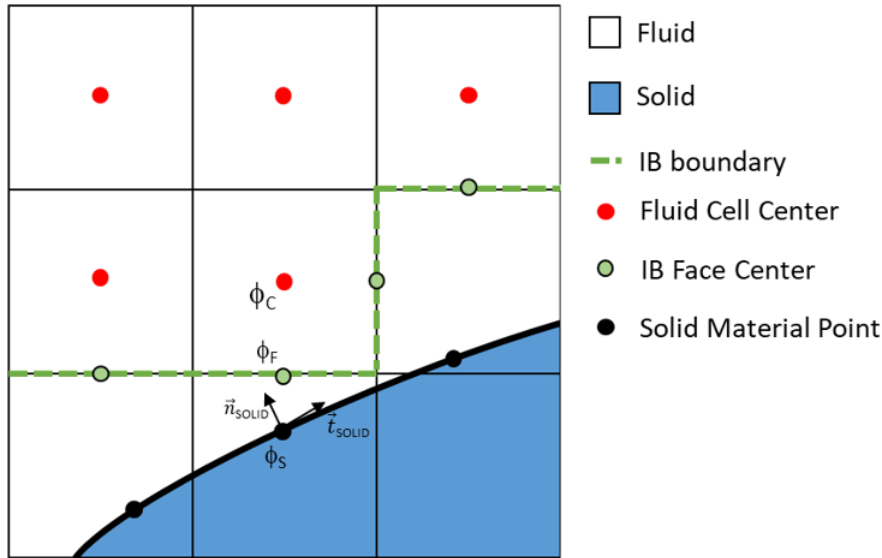 Fluid
Solid
IB boundary
Fluid Cell Center
IB Face Center
Solid Material Point
ϕC
ϕF
n⃗SOLID
t⃗SOLID
ϕS